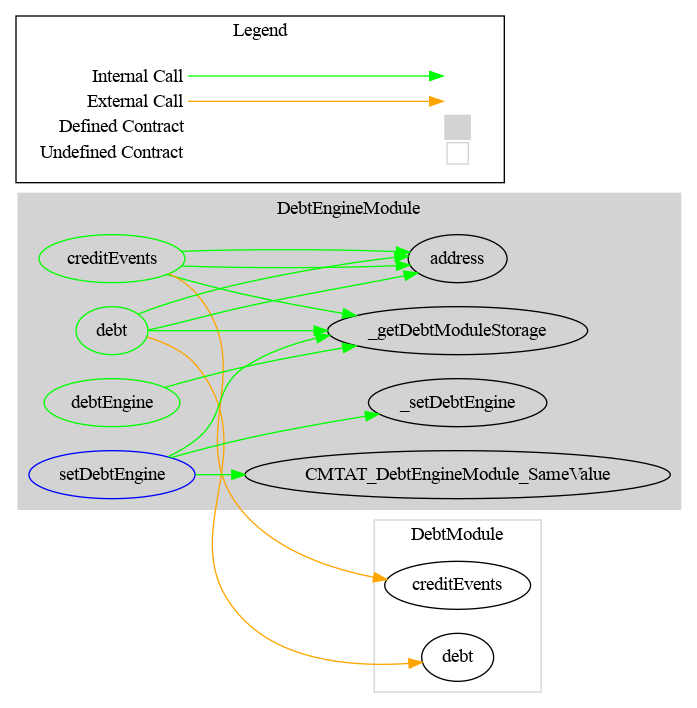 Legend
Internal Call
External Call
Defined Contract
Undefined Contract
DebtEngineModule
creditEvents
address
debt
_getDebtModuleStorage
debtEngine
_setDebtEngine
setDebtEngine
CMTAT_DebtEngineModule_SameValue
DebtModule
creditEvents
debt